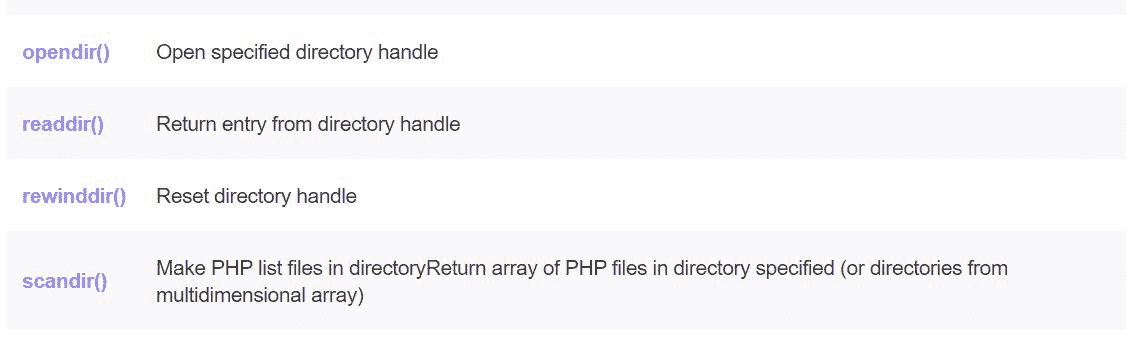 opendir() Open specified directory handle
readdir() Return entry from directory handle
rewinddir() Reset directory handle
scandir() Make PHP list files in directoryReturn array of PHP files in directory specified (or directories from
multidimensional array)